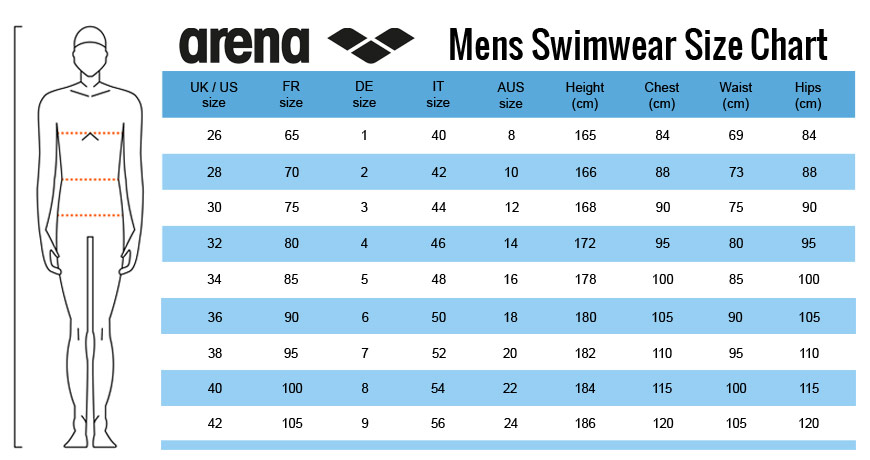 arena Mens Swimwear Size Chart
UK / US size FR size DE size IT size AUS size Height (cm) Chest (cm) Waist (cm) Hips (cm)
26 65 1 40 8 165 84 69 84
28 70 2 42 10 166 88 73 88
30 75 3 44 12 168 90 75 90
32 80 4 46 14 172 95 80 95
34 85 5 48 16 178 100 85 100
36 90 6 50 18 180 105 90 105
38 95 7 52 20 182 110 95 110
40 100 8 54 22 184 115 100 115
42 105 9 56 24 186 120 105 120